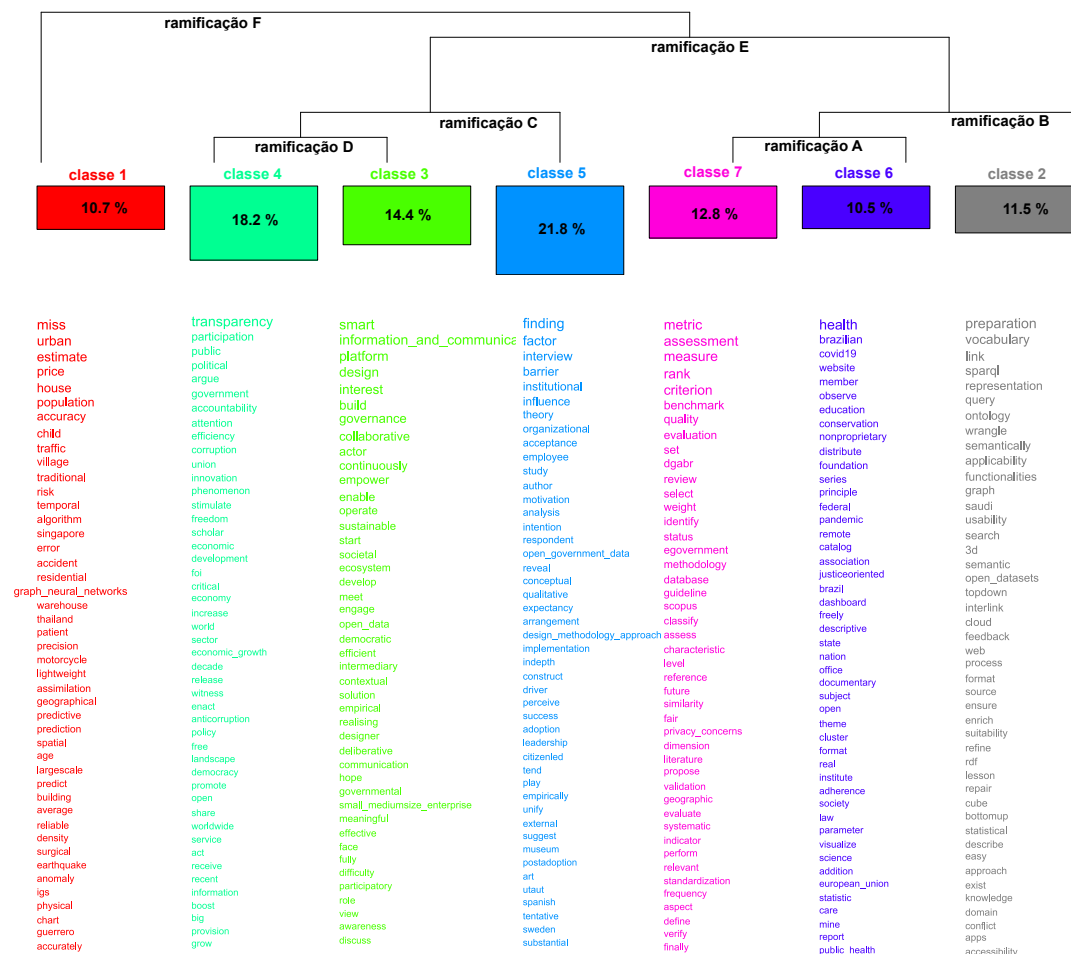 ramificação F
ramificação E
ramificação C
ramificação B
ramificação D
ramificação A
classe 1
classe 4
classe 3
classe 5
classe 7
classe 6
classe 2
10.7 %
18.2 %
14.4 %
21.8 %
12.8 %
10.5 %
11.5 %
miss
urban
estimate
price
house
population
accuracy
child
traffic
village
traditional
risk
temporal
algorithm
singapore
error
accident
residential
graph_neural_networks
warehouse
thailand
patient
precision
motorcycle
lightweight
assimilation
geographical
predictive
prediction
spatial
age
largescale
predict
building
average
reliable
density
surgical
earthquake
anomaly
igs
physical
chart
guerrero
accurately
transparency
participation
public
political
argue
government
accountability
attention
efficiency
corruption
union
innovation
phenomenon
stimulate
freedom
scholar
economic
development
foi
critical
economy
increase
world
sector
economic_growth
decade
release
witness
enact
anticorruption
policy
free
landscape
democracy
promote
open
share
worldwide
service
act
receive
recent
information
boost
big
provision
grow
smart
information_and_communica
platform
design
interest
build
governance
collaborative
actor
continuously
empower
enable
operate
sustainable
start
societal
ecosystem
develop
meet
engage
open_data
democratic
efficient
intermediary
contextual
solution
empirical
realising
designer
deliberative
communication
hope
governmental
small_mediumsize_enterprise
meaningful
effective
face
fully
difficulty
participatory
role
view
awareness
discuss
finding
factor
interview
barrier
institutional
influence
theory
organizational
acceptance
employee
study
author
motivation
analysis
intention
respondent
open_government_data
reveal
conceptual
qualitative
expectancy
arrangement
design_methodology_approach
implementation
indepth
construct
driver
perceive
success
adoption
leadership
citizenled
tend
play
empirically
unify
external
suggest
museum
postadoption
art
utaut
spanish
tentative
sweden
substantial
metric
assessment
measure
rank
criterion
benchmark
quality
evaluation
set
dgabr
review
select
weight
identify
status
egovernment
methodology
database
guideline
scopus
classify
assess
characteristic
level
reference
future
similarity
fair
privacy_concerns
dimension
literature
propose
validation
geographic
evaluate
systematic
indicator
perform
relevant
standardization
frequency
aspect
define
verify
finally
health
brazilian
covid19
website
member
observe
education
conservation
nonproprietary
distribute
foundation
series
principle
federal
pandemic
remote
catalog
association
justiceoriented
brazil
dashboard
freely
descriptive
state
nation
office
documentary
subject
open
theme
cluster
format
real
institute
adherence
society
law
parameter
visualize
science
addition
european_union
statistic
care
mine
report
public_health
preparation
vocabulary
link
sparql
representation
query
ontology
wrangle
semantically
applicability
functionalities
graph
saudi
usability
search
3d
semantic
open_datasets
topdown
interlink
cloud
feedback
web
process
format
source
ensure
enrich
suitability
refine
rdf
lesson
repair
cube
bottomup
statistical
describe
easy
approach
exist
knowledge
domain
conflict
apps
accessibility